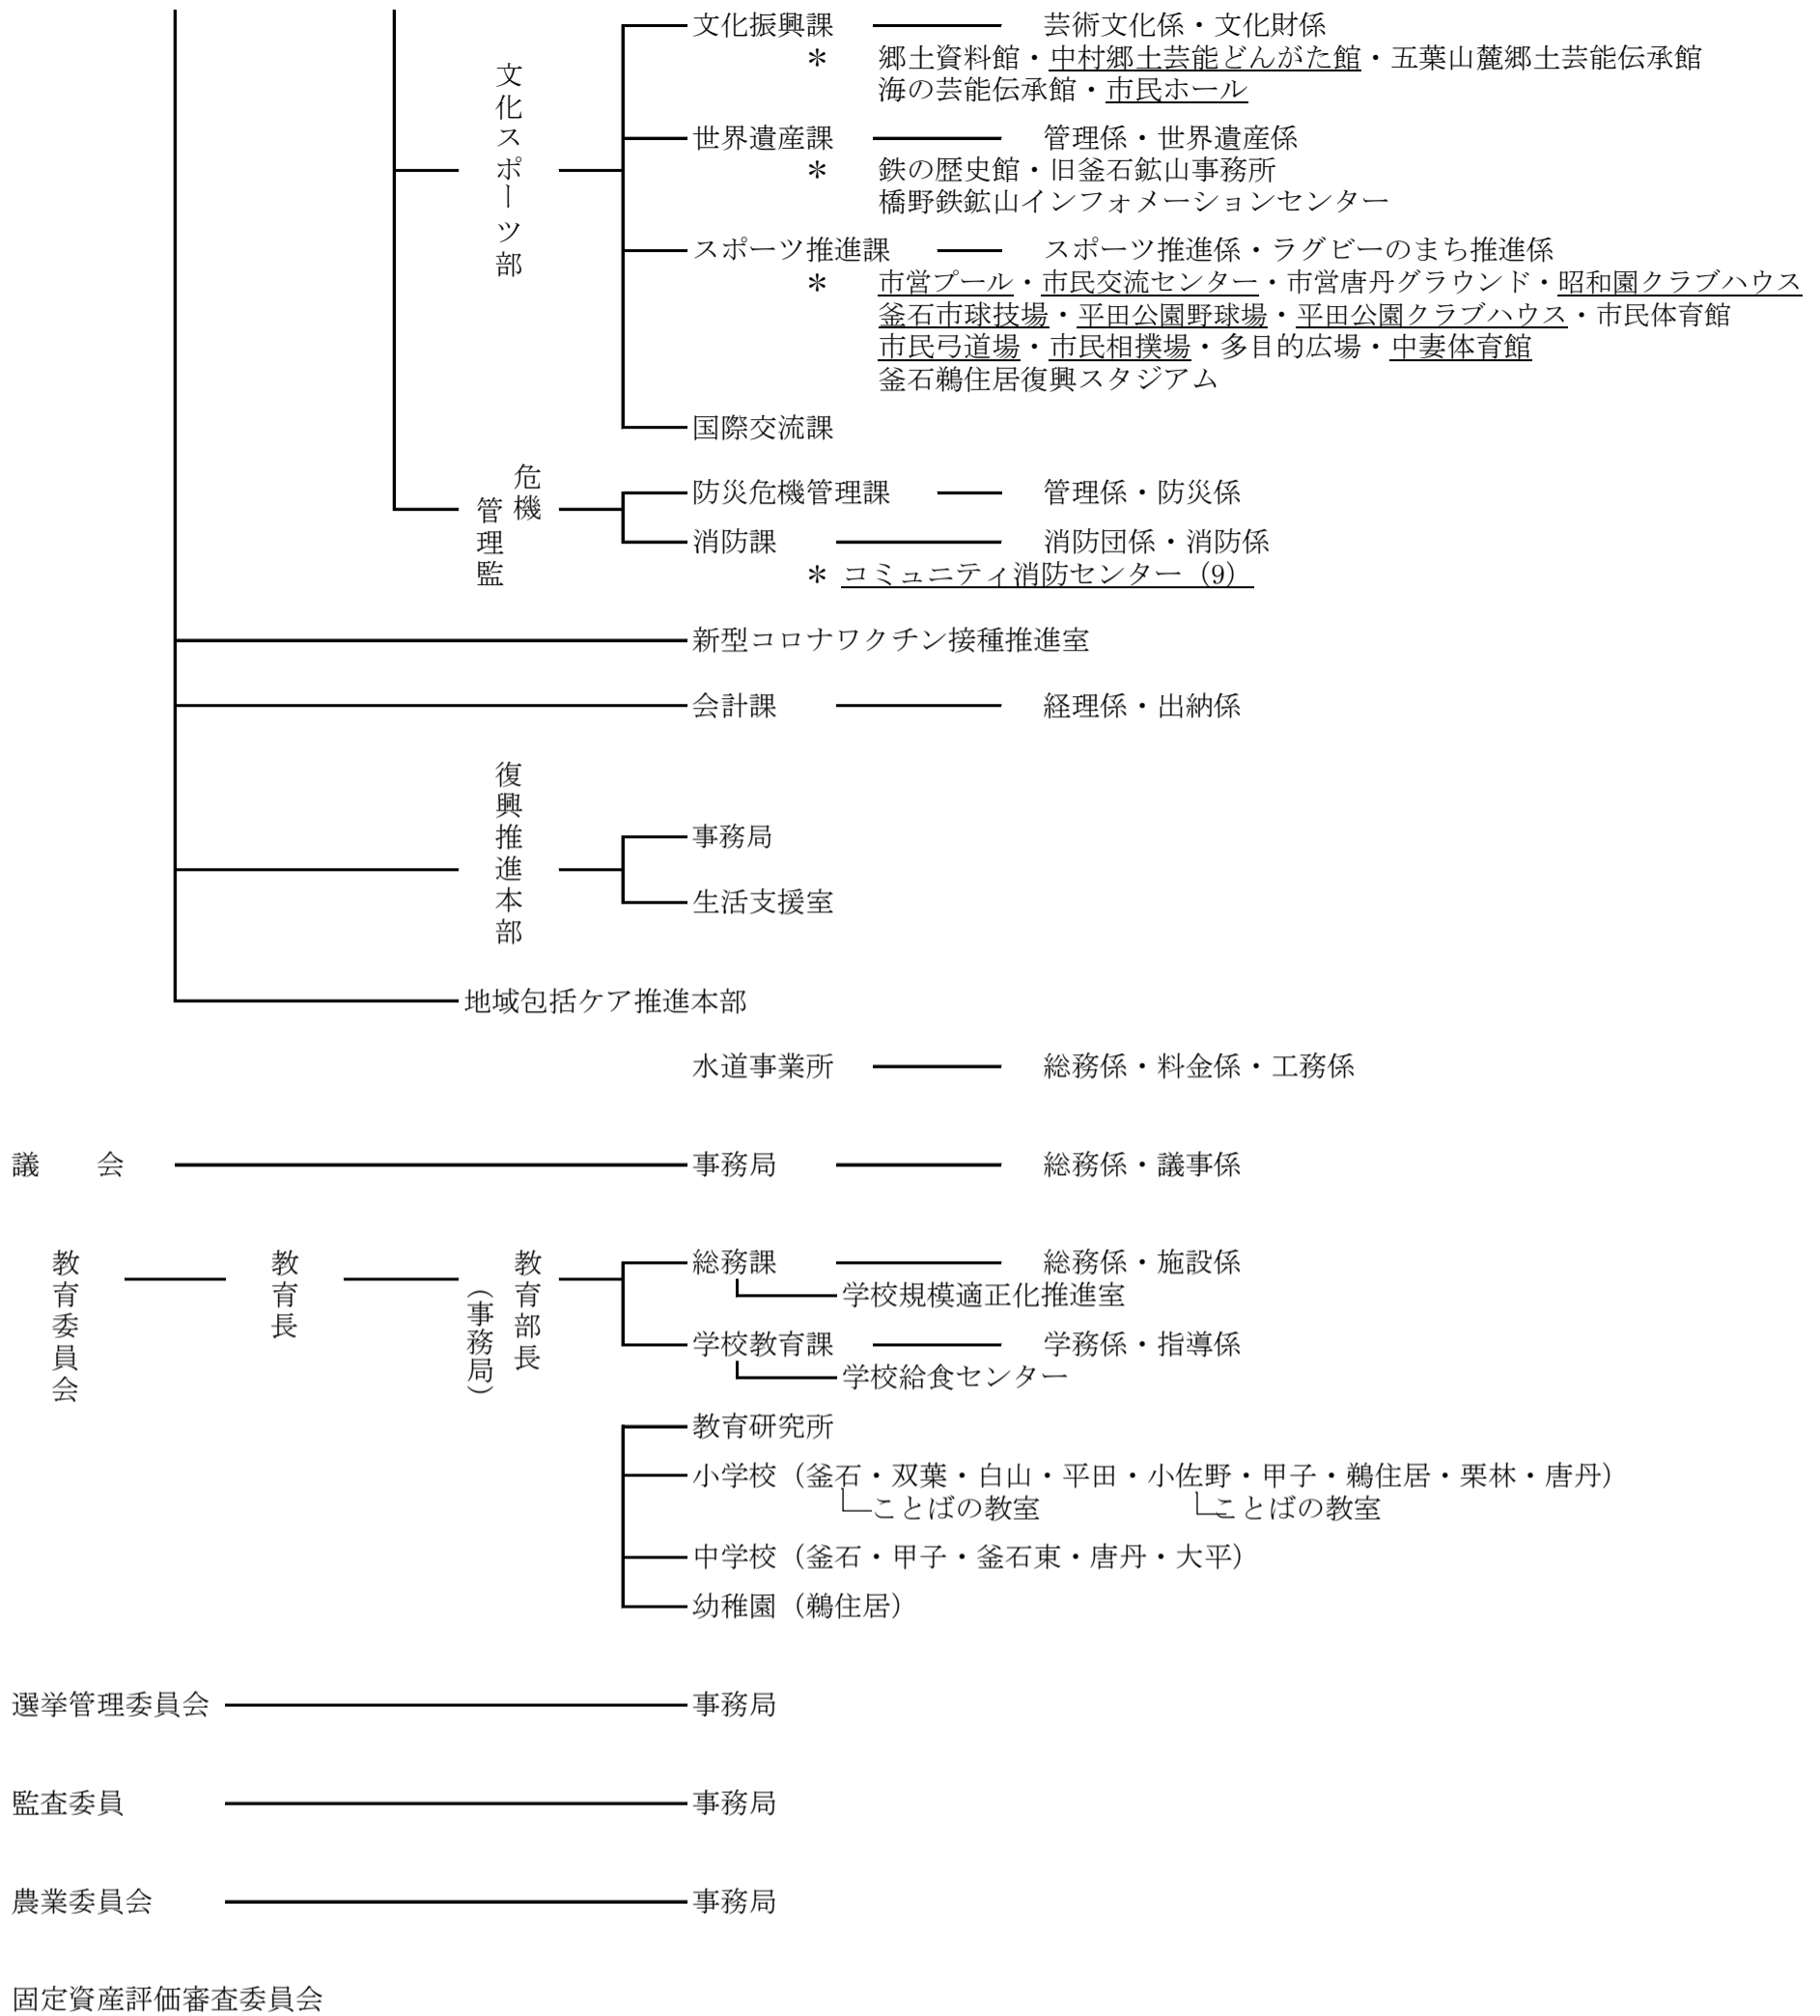 文化スポーツ部
文化振興課 芸術文化係・文化財係
＊ 郷土資料館・中村郷土芸能どんがた館・五葉山麓郷土芸能伝承館
海の芸能伝承館・市民ホール
世界遺産課 管理係・世界遺産係
＊ 鉄の歴史館・旧釜石鉱山事務所
橋野鉄鉱山インフォメーションセンター
スポーツ推進課 スポーツ推進係・ラグビーのまち推進係
＊ 市営プール・市民交流センター・市営唐丹グラウンド・昭和園クラブハウス
釜石市球技場・平田公園野球場・平田公園クラブハウス・市民体育館
市民弓道場・市民相撲場・多目的広場・中妻体育館
釜石鵜住居復興スタジアム
国際交流課
危機
管理監
防災危機管理課 管理係・防災係
消防課 消防団係・消防係
＊ コミュニティ消防センター（9）
新型コロナワクチン接種推進室
会計課 経理係・出納係
復興推進本部
事務局
生活支援室
地域包括ケア推進本部
水道事業所 総務係・料金係・工務係
議 会 事務局 総務係・議事係
教育委員会
教育長
教育部長
（事務局）
総務課 総務係・施設係
学校規模適正化推進室
学校教育課 学務係・指導係
学校給食センター
教育研究所
小学校（釜石・双葉・白山・平田・小佐野・甲子・鵜住居・栗林・唐丹）
ことばの教室 ことばの教室
中学校（釜石・甲子・釜石東・唐丹・大平）
幼稚園（鵜住居）
選挙管理委員会 事務局
監査委員 事務局
農業委員会 事務局
固定資産評価審査委員会